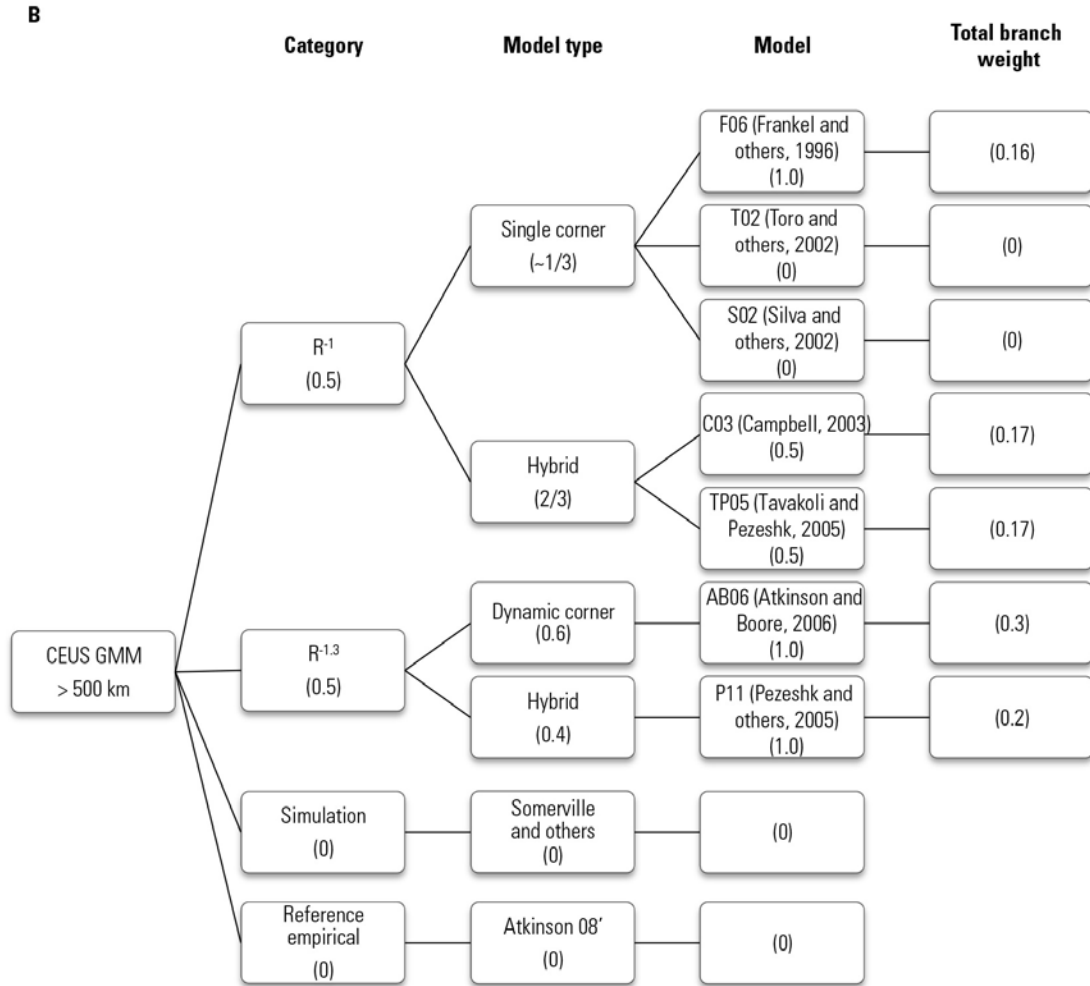 B
Category
Model type
Model
Total branch
weight
F06 (Frankel and
others, 1996)
(1.0)
(0.16)
Single corner
(~1/3)
T02 (Toro and
others, 2002)
(0)
(0)
S02 (Silva and
others, 2002)
(0)
(0)
R-1
(0.5)
C03 (Campbell, 2003)
(0.5)
(0.17)
Hybrid
(2/3)
TP05 (Tavakoli and
Pezeshk, 2005)
(0.5)
(0.17)
CEUS GMM
> 500 km
R-1.3
(0.5)
Dynamic corner
(0.6)
AB06 (Atkinson and
Boore, 2006)
(1.0)
(0.3)
Hybrid
(0.4)
P11 (Pezeshk and
others, 2005)
(1.0)
(0.2)
Simulation
(0)
Somerville
and others
(0)
(0)
Reference
empirical
(0)
Atkinson 08'
(0)
(0)